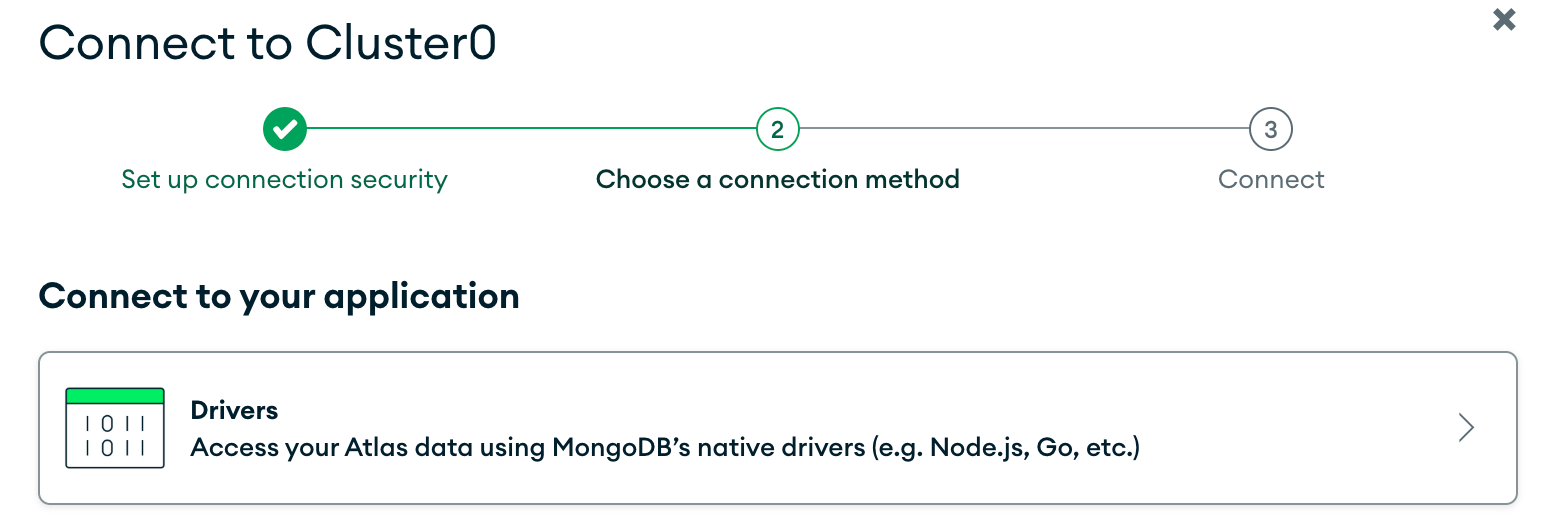 Connect to Cluster0
2
3
Set up connection security
Choose a connection method
Connect
Connect to your application
1011
1011
Drivers
Access your Atlas data using MongoDB’s native drivers (e.g. Node.js, Go, etc.)